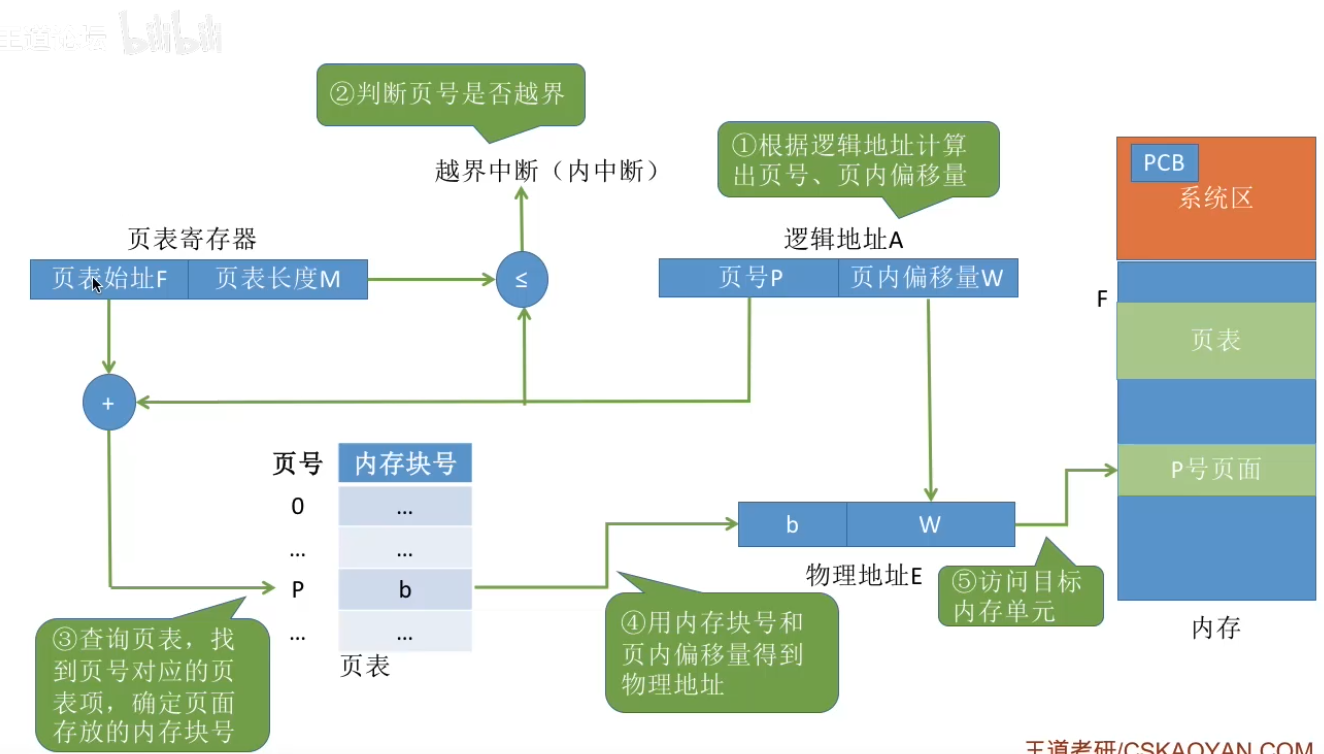 王道论坛 bilibili
②判断页号是否越界
越界中断（内中断）
①根据逻辑地址计算
出页号、页内偏移量
页表寄存器
页表始址F
页表长度M
≤
逻辑地址A
页号P
页内偏移量W
PCB
系统区
F
页表
P号页面
内存
+
页号
内存块号
0
...
...
...
P
b
...
...
页表
b
W
物理地址E
③查询页表，找
到页号对应的页
表项，确定页面
存放的内存块号
④用内存块号和
页内偏移量得到
物理地址
⑤访问目标
内存单元
王道考研/CSKAOYAN.COM